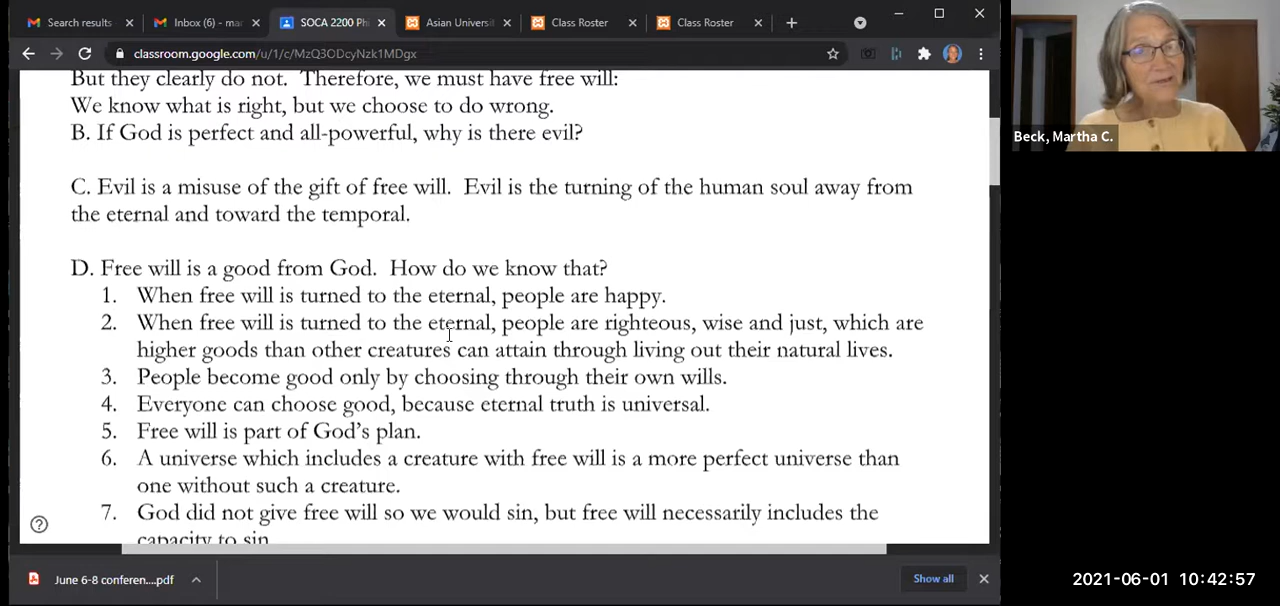 Search results
Inbox (6) - ma
SOCA 2200 Phi
Asian Universit
Class Roster
Class Roster
classroom.google.com/u/1/c/MzQ3ODcyNzk1MDgx
But they clearly do not. Therefore, we must have free will:
We know what is right, but we choose to do wrong.
B. If God is perfect and all-powerful, why is there evil?
C. Evil is a misuse of the gift of free will. Evil is the turning of the human soul away from
the eternal and toward the temporal.
D. Free will is a good from God. How do we know that?
1. When free will is turned to the eternal, people are happy.
2. When free will is turned to the eternal, people are righteous, wise and just, which are
higher goods than other creatures can attain through living out their natural lives.
3. People become good only by choosing through their own wills.
4. Everyone can choose good, because eternal truth is universal.
5. Free will is part of God's plan.
6. A universe which includes a creature with free will is a more perfect universe than
one without such a creature.
7. God did not give free will so we would sin, but free will necessarily includes the
capacity to sin
June 6-8 conferen....pdf
Show all
Beck, Martha C.
2021-06-01 10:42:57